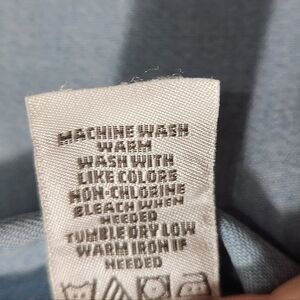 MACHINE WASH
WARM
WASH WITH
LIKE COLORS
NON-CHLORINE
BLEACH WHEN
NEEDED
TUMBLE DRY LOW
WARM IRON IF
NEEDED